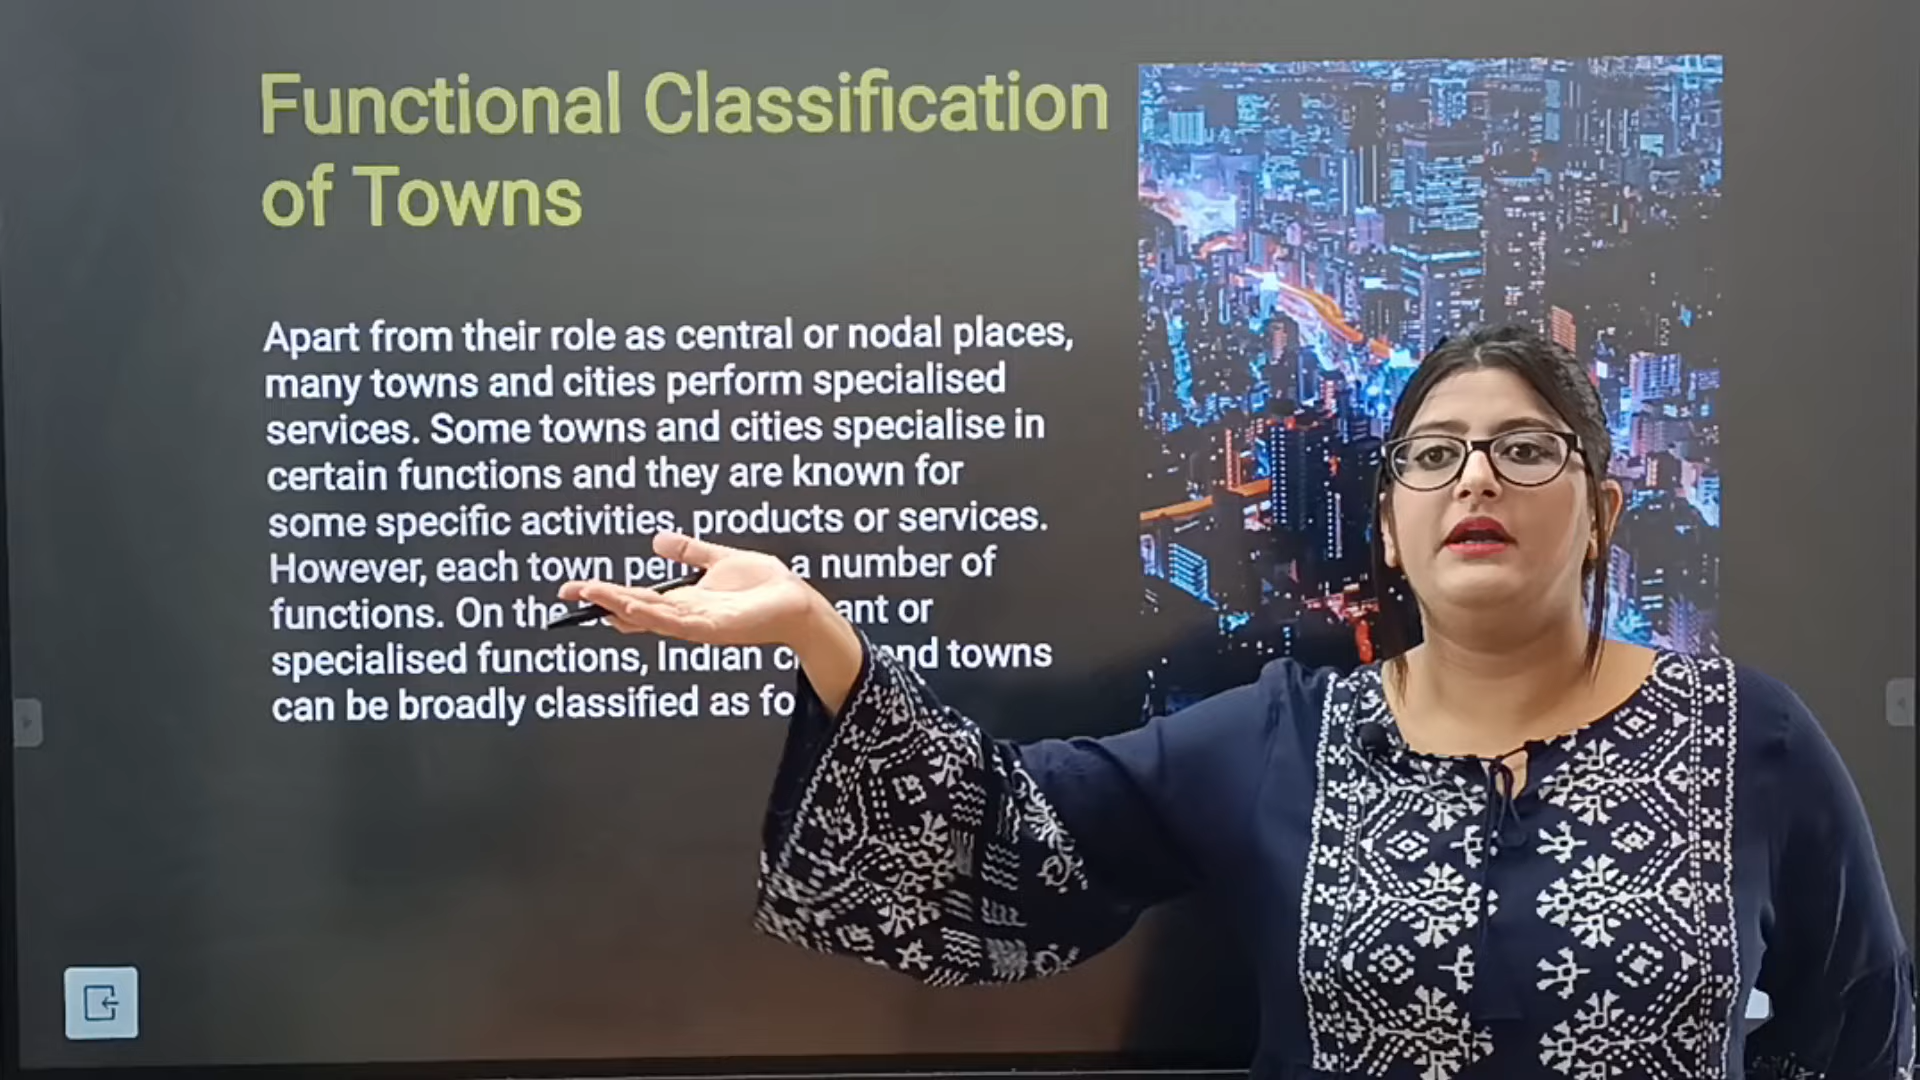 Functional Classification
of Towns
Apart from their role as central or nodal places,
many towns and cities perform specialised
services. Some towns and cities specialise in
certain functions and they are known for
some specific activities, products or services.
However, each town a number of
functions. On the or
specialised functions, Indian and towns
can be broadly classified as